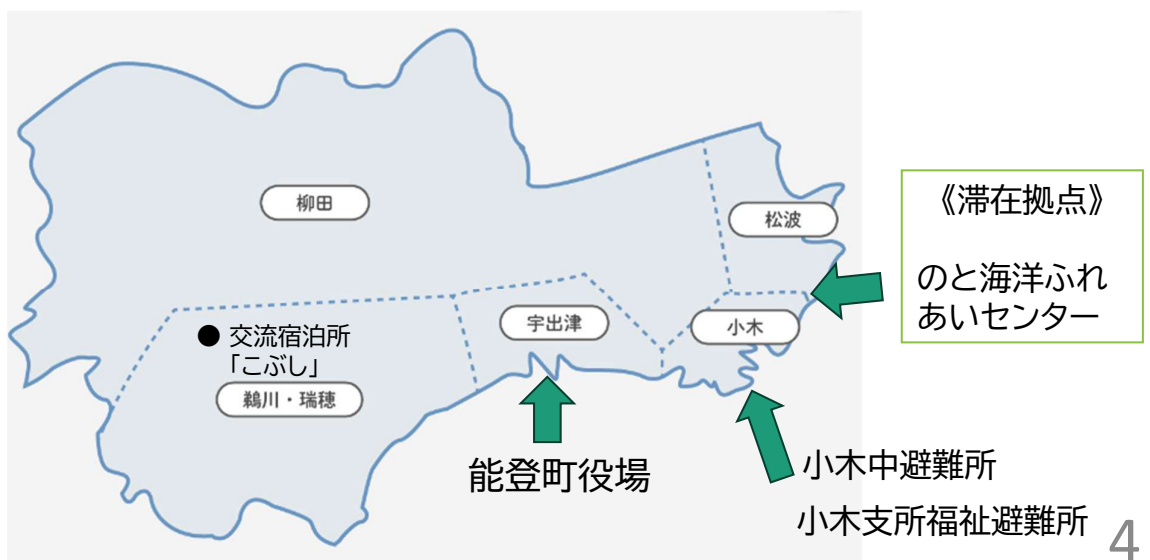 柳田
松波
《滞在拠点》
のと海洋ふれ
あいセンター
宇出津
小木
● 交流宿泊所
「こぶし」
鵜川・瑞穂
能登町役場
小木中避難所
小木支所福祉避難所
4